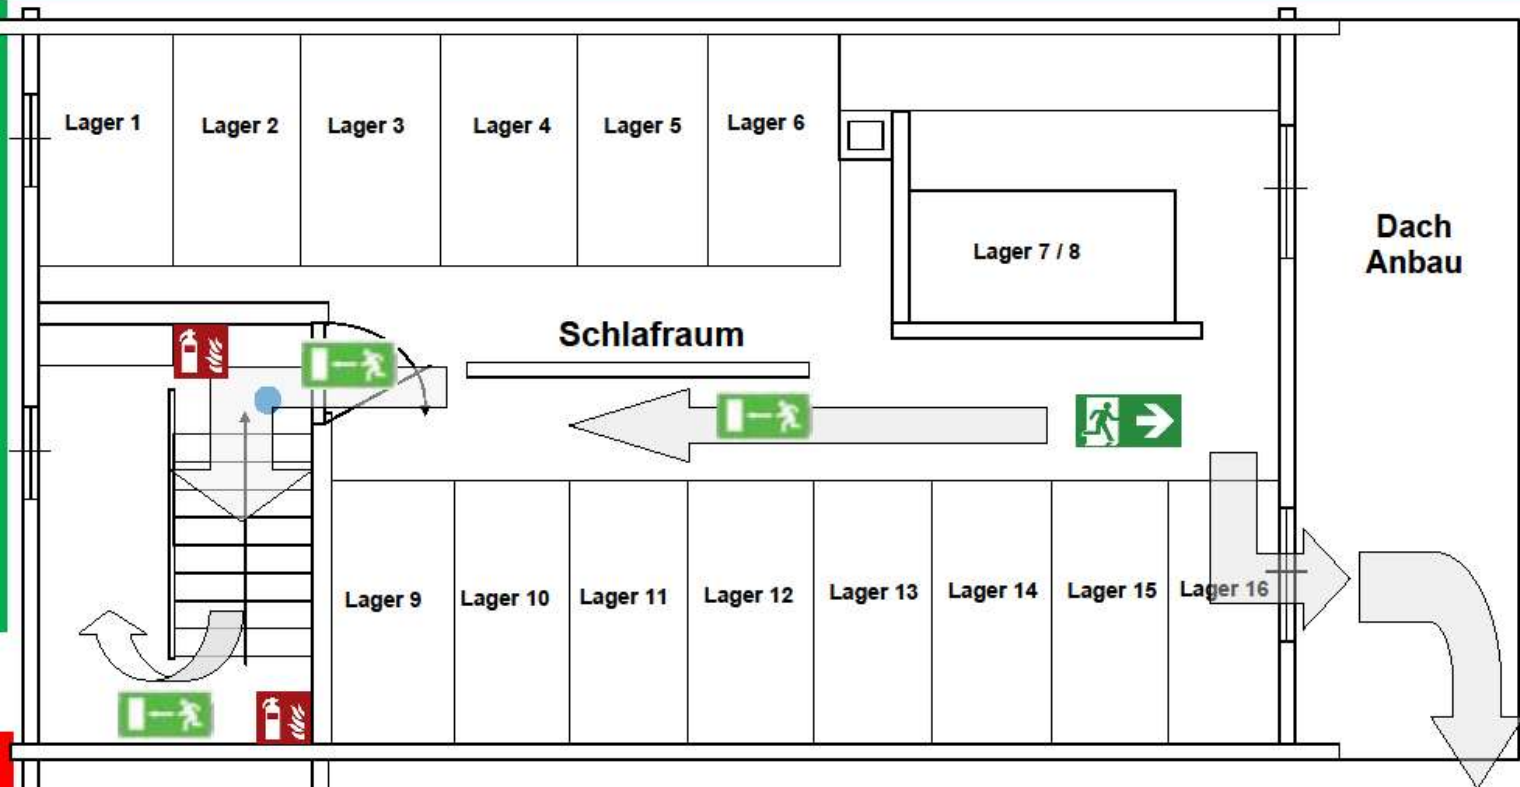 Lager 1
Lager 2
Lager 3
Lager 4
Lager 5
Lager 6
Lager 7 / 8
Dach
Anbau
Schlafraum
Lager 9
Lager 10
Lager 11
Lager 12
Lager 13
Lager 14
Lager 15
Lager 16